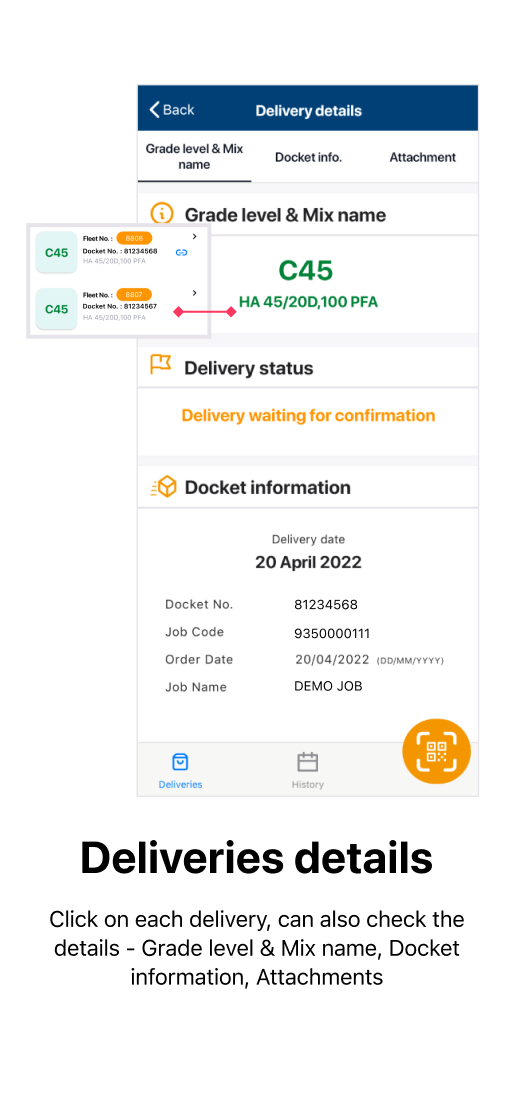 Back
Delivery details
Grade level & Mix
name
Docket info.
Attachment
Grade level & Mix name
C45
Fleet No. : 8808
Docket No. : 81234568
HA 45/20D,100 PFA
C45
Fleet No. : 8807
Docket No. : 81234567
HA 45/20D,100 PFA
C45
HA 45/20D,100 PFA
Delivery status
Delivery waiting for confirmation
Docket information
Delivery date
20 April 2022
Docket No. 81234568
Job Code 9350000111
Order Date 20/04/2022 (DD/MM/YYYY)
Job Name DEMO JOB
Deliveries
History
Deliveries details
Click on each delivery, can also check the
details - Grade level & Mix name, Docket
information, Attachments